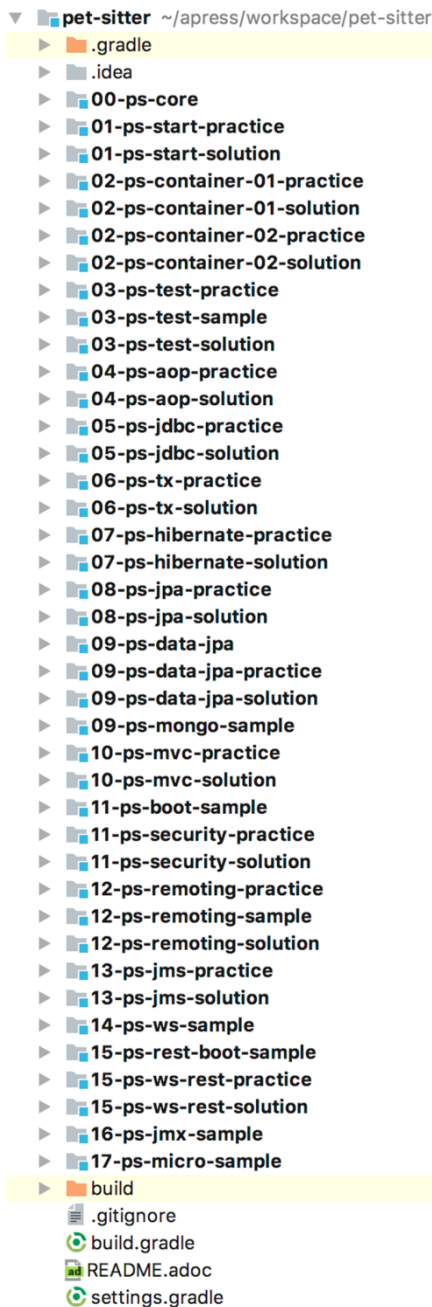 pet-sitter ~/apress/workspace/pet-sitter
.gradle
.idea
00-ps-core
01-ps-start-practice
01-ps-start-solution
02-ps-container-01-practice
02-ps-container-01-solution
02-ps-container-02-practice
02-ps-container-02-solution
03-ps-test-practice
03-ps-test-sample
03-ps-test-solution
04-ps-aop-practice
04-ps-aop-solution
05-ps-jdbc-practice
05-ps-jdbc-solution
06-ps-tx-practice
06-ps-tx-solution
07-ps-hibernate-practice
07-ps-hibernate-solution
08-ps-jpa-practice
08-ps-jpa-solution
09-ps-data-jpa
09-ps-data-jpa-practice
09-ps-data-jpa-solution
09-ps-mongo-sample
10-ps-mvc-practice
10-ps-mvc-solution
11-ps-boot-sample
11-ps-security-practice
11-ps-security-solution
12-ps-remoting-practice
12-ps-remoting-sample
12-ps-remoting-solution
13-ps-jms-practice
13-ps-jms-solution
14-ps-ws-sample
15-ps-rest-boot-sample
15-ps-ws-rest-practice
15-ps-ws-rest-solution
16-ps-jmx-sample
17-ps-micro-sample
build
.gitignore
build.gradle
ad README.adoc
settings.gradle